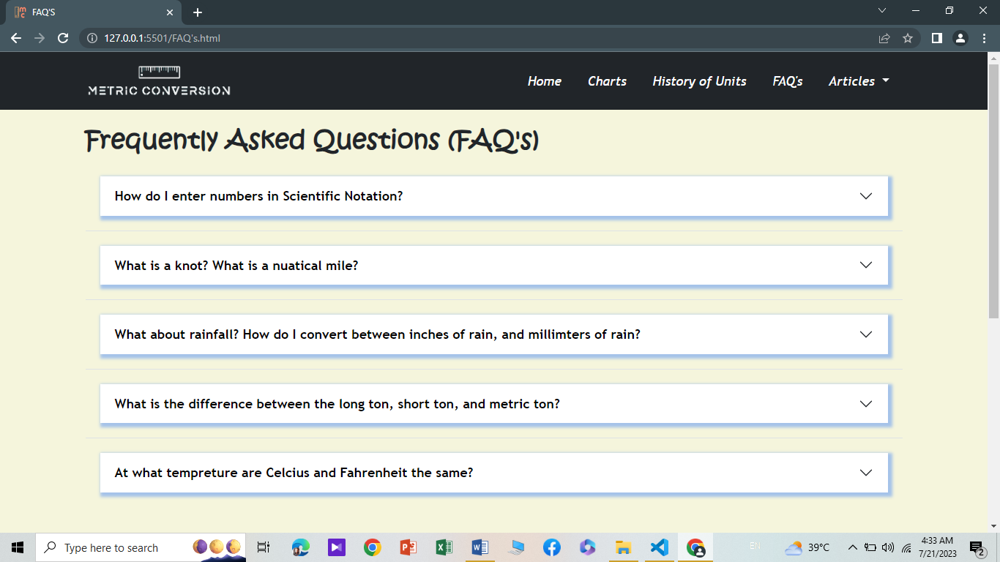 FAQ'S
127.0.0.1:5501/FAQ's.html
METRIC CONVERSION
Home Charts History of Units FAQ's Articles
Frequently Asked Questions (FAQ's)
How do I enter numbers in Scientific Notation?
What is a knot? What is a nuatical mile?
What about rainfall? How do I convert between inches of rain, and millimters of rain?
What is the difference between the long ton, short ton, and metric ton?
At what tempreture are Celcius and Fahrenheit the same?
Type here to search
EN
39°C
4:33 AM
7/21/2023
2